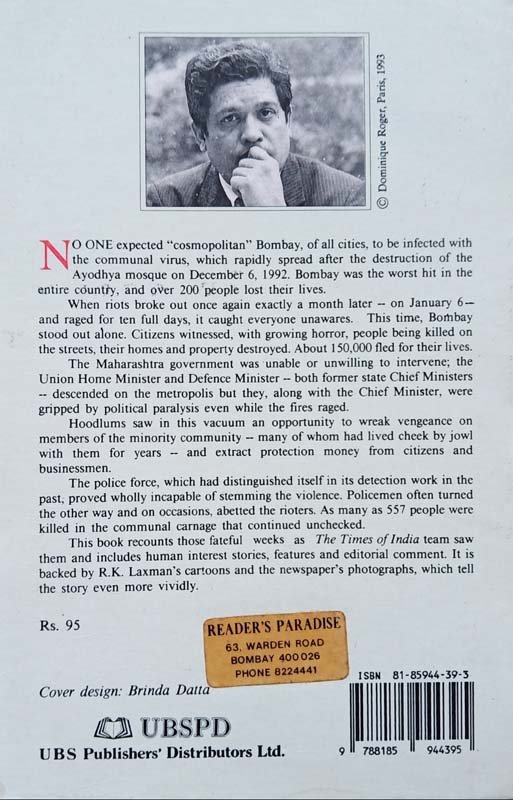 © Dominique Roger, Paris, 1993
NO ONE expected "cosmopolitan" Bombay, of all cities, to be infected with
the communal virus, which rapidly spread after the destruction of the
Ayodhya mosque on December 6, 1992. Bombay was the worst hit in the
entire country, and over 200 people lost their lives.
When riots broke out once again exactly a month later -- on January 6--
and raged for ten full days, it caught everyone unawares. This time, Bombay
stood out alone. Citizens witnessed, with growing horror, people being killed on
the streets, their homes and property destroyed. About 150,000 fled for their lives.
The Maharashtra government was unable or unwilling to intervene; the
Union Home Minister and Defence Minister -- both former state Chief Ministers
-- descended on the metropolis but they, along with the Chief Minister, were
gripped by political paralysis even while the fires raged.
Hoodlums saw in this vacuum an opportunity to wreak vengeance on
members of the minority community -- many of whom had lived cheek by jowl
with them for years -- and extract protection money from citizens and
businessmen.
The police force, which had distinguished itself in its detection work in the
past, proved wholly incapable of stemming the violence. Policemen often turned
the other way and on occasions, abetted the rioters. As many as 557 people were
killed in the communal carnage that continued unchecked.
This book recounts those fateful weeks as The Times of India team saw
them and includes human interest stories, features and editorial comment. It is
backed by R.K. Laxman's cartoons and the newspaper's photographs, which tell
the story even more vividly.
Rs. 95
READER'S PARADISE
63, WARDEN ROAD
BOMBAY 400026
PHONE 8224441
ISBN 81-85944-39-3
Cover design: Brinda Datta
UBSPD
UBS Publishers' Distributors Ltd.
9 788185 944395